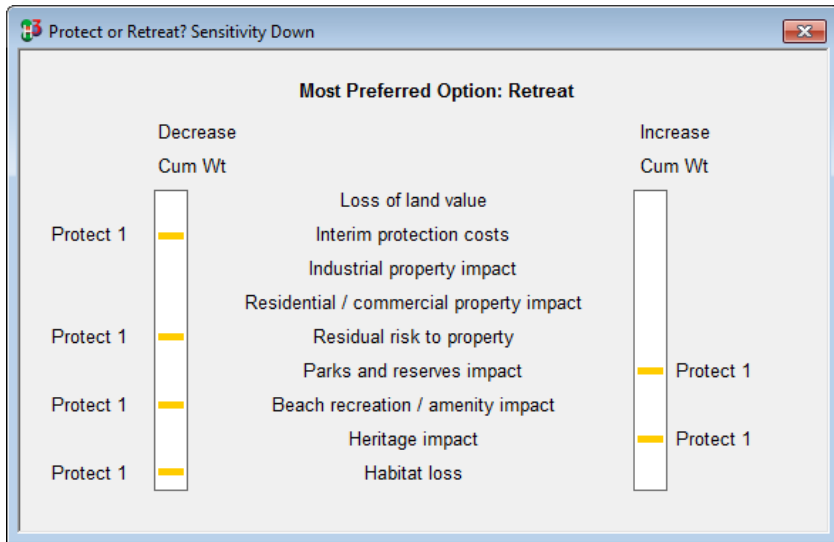 Protect or Retreat? Sensitivity Down
Most Preferred Option: Retreat
Decrease Increase
Cum Wt Cum Wt
Loss of land value
Protect 1 Interim protection costs
Industrial property impact
Residential / commercial property impact
Protect 1 Residual risk to property
Parks and reserves impact Protect 1
Protect 1 Beach recreation / amenity impact
Heritage impact Protect 1
Protect 1 Habitat loss